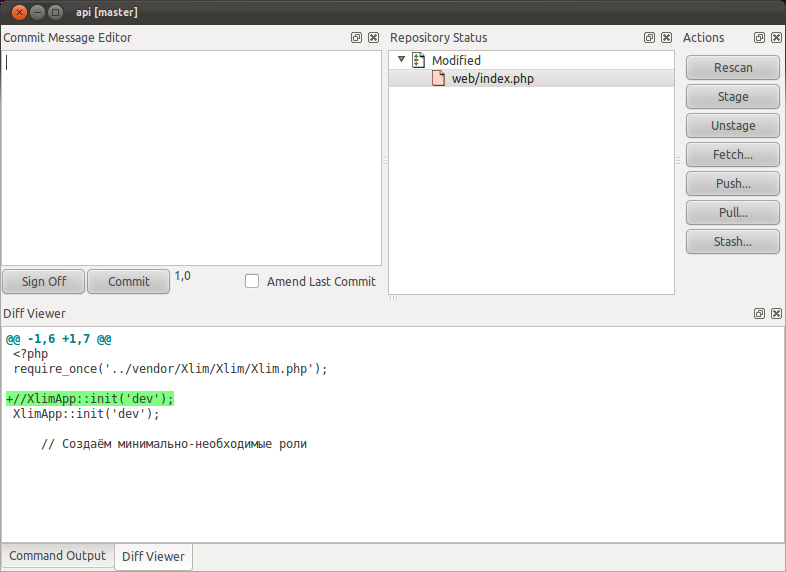 api [master]
Commit Message Editor
Repository Status
Actions
Modified
web/index.php
Rescan
Stage
Unstage
Fetch...
Push...
Pull...
Stash...
Sign Off
Commit
1,0
Amend Last Commit
Diff Viewer
@@ -1,6 +1,7 @@
<?php
require_once('../vendor/Xlim/Xlim/Xlim.php');
+//XlimApp::init('dev');
XlimApp::init('dev');
// Создаём минимально-необходимые роли
Command Output
Diff Viewer